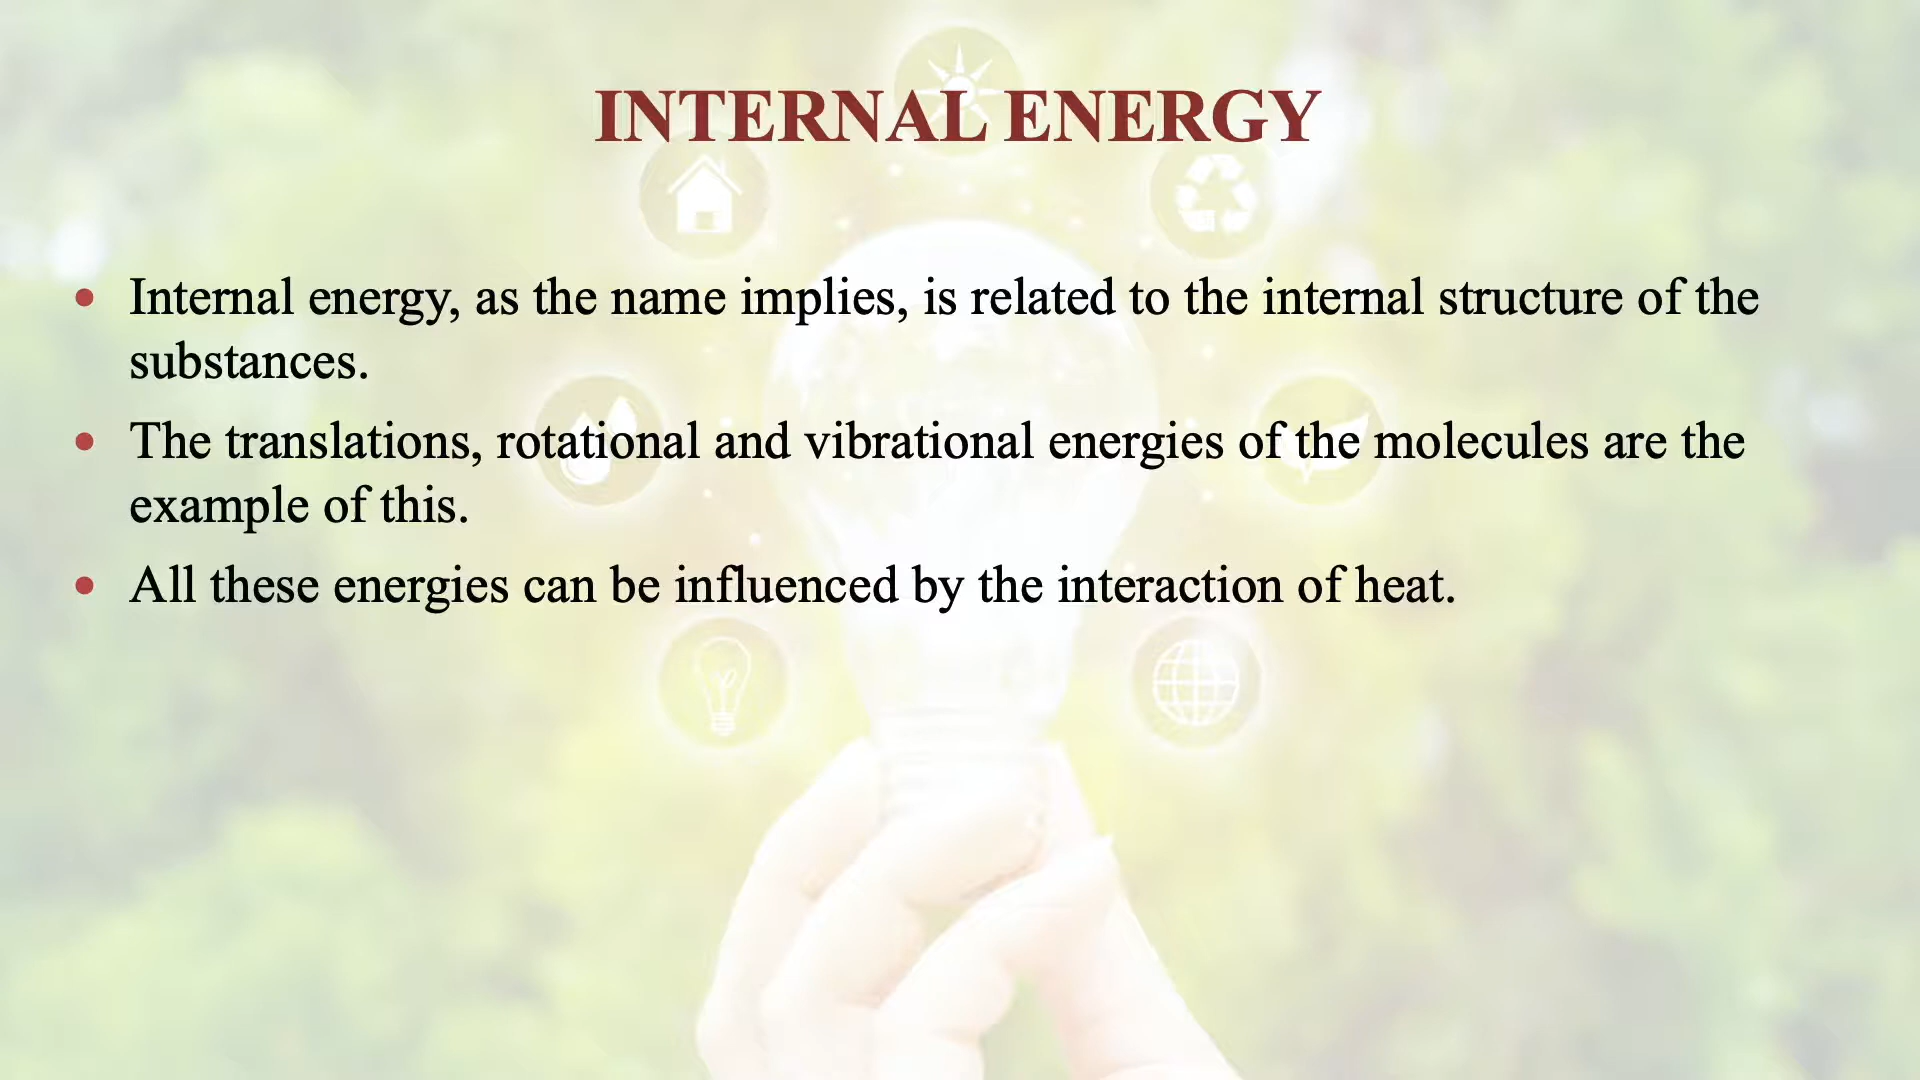 INTERNAL ENERGY
• Internal energy, as the name implies, is related to the internal structure of the
substances.
• The translations, rotational and vibrational energies of the molecules are the
example of this.
• All these energies can be influenced by the interaction of heat.